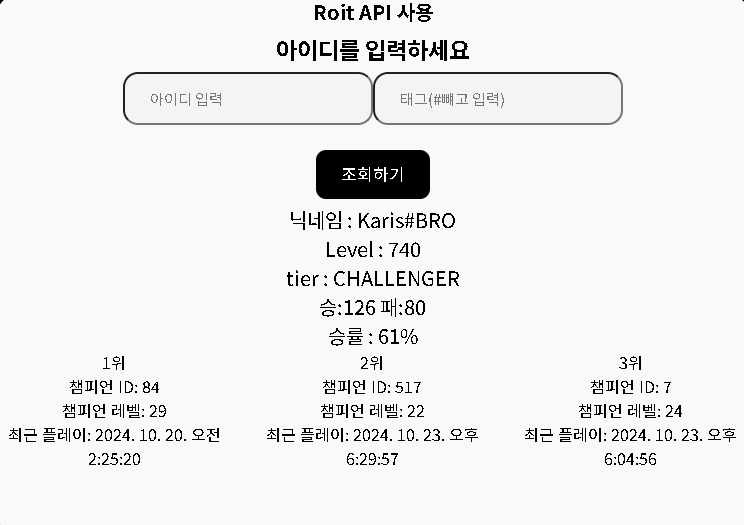 Roit API 사용
아이디를 입력하세요
아이디 입력 태그(#빼고 입력)
조회하기
닉네임 : Karis#BRO
Level : 740
tier : CHALLENGER
승:126 패:80
승률 : 61%
1위
챔피언 ID: 84
챔피언 레벨: 29
최근 플레이: 2024. 10. 20. 오전
2:25:20
2위
챔피언 ID: 517
챔피언 레벨: 22
최근 플레이: 2024. 10. 23. 오후
6:29:57
3위
챔피언 ID: 7
챔피언 레벨: 24
최근 플레이: 2024. 10. 23. 오후
6:04:56